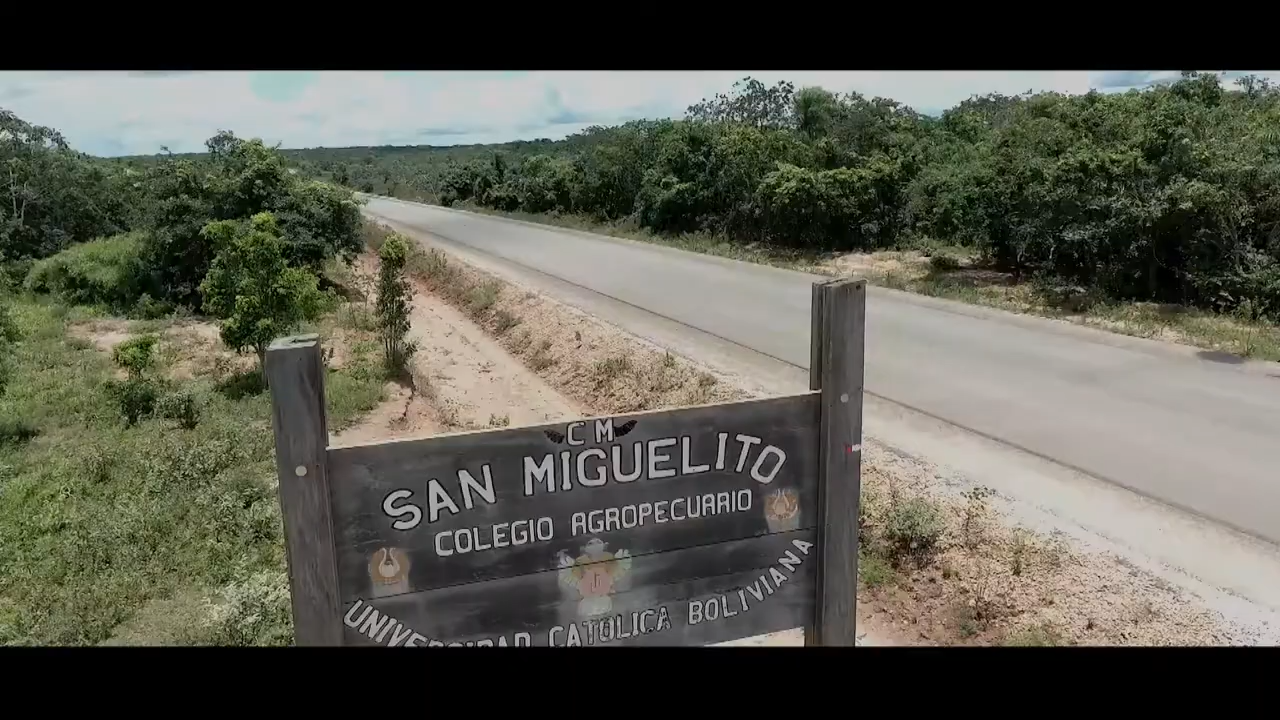 CM
SAN MIGUELITO
COLEGIO AGROPECUARIO
UNIVERSIDAD CATOLICA BOLIVIANA